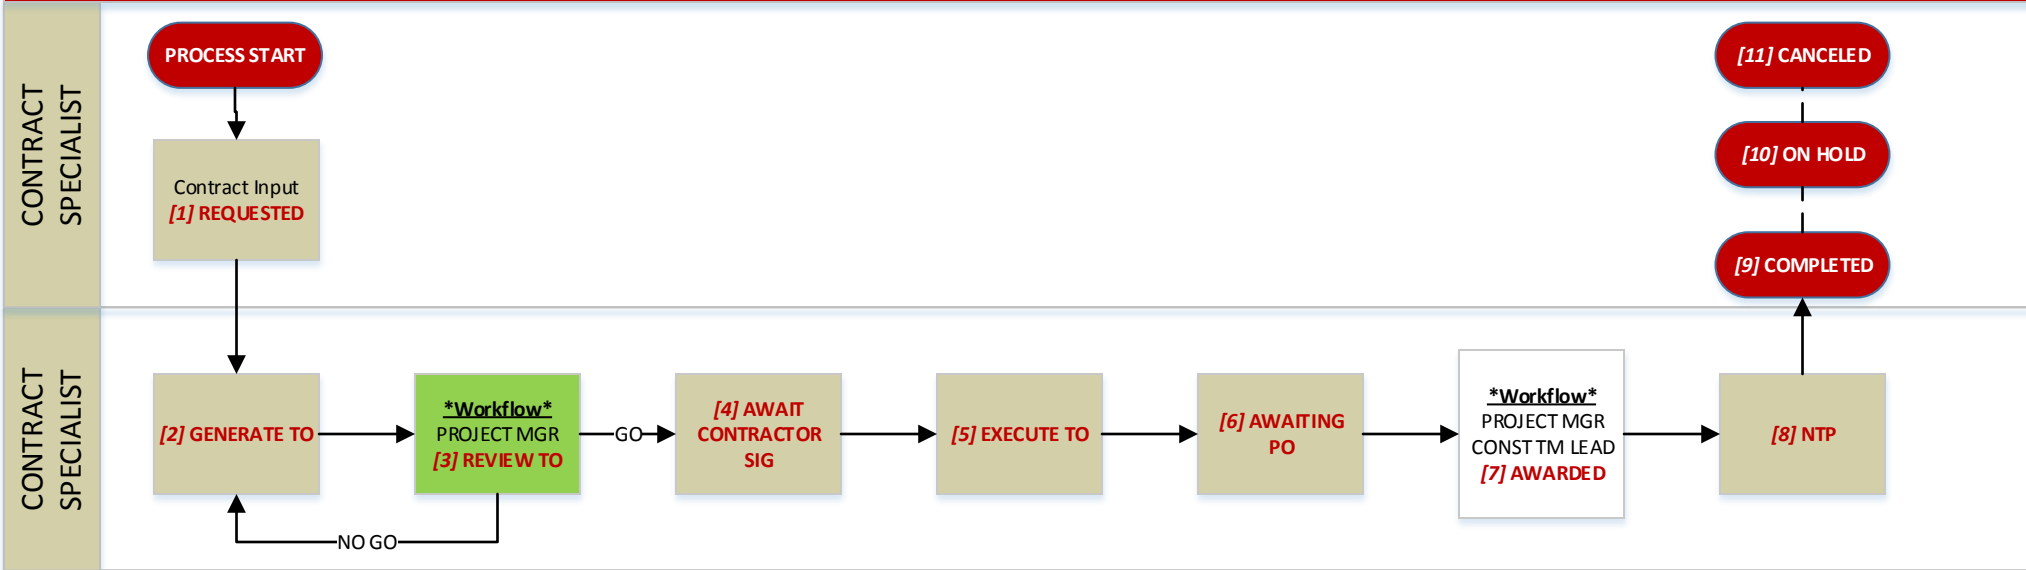 CONTRACT
SPECIALIST
PROCESS START
Contract Input
[1] REQUESTED
[11] CANCELED
[10] ON HOLD
[9] COMPLETED
CONTRACT
SPECIALIST
[2] GENERATE TO
*Workflow*
PROJECT MGR
[3] REVIEW TO
GO
NO GO
[4] AWAIT
CONTRACTOR
SIG
[5] EXECUTE TO
[6] AWAITING
PO
*Workflow*
PROJECT MGR
CONST TM LEAD
[7] AWARDED
[8] NTP